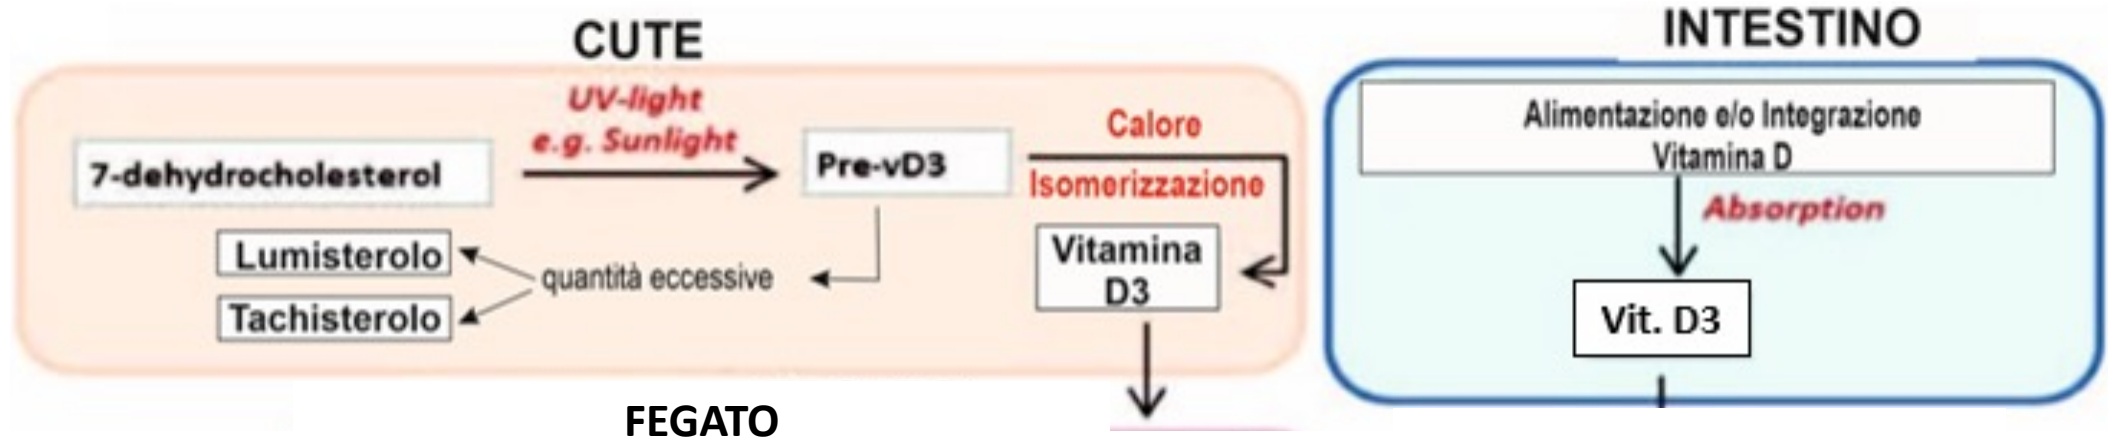 CUTE
UV-light
e.g. Sunlight
7-dehydrocholesterol
Pre-vD3
Calore
Isomerizzazione
Vitamina
D3
quantità eccessive
Lumisterolo
Tachisterolo
INTESTINO
Alimentazione e/o Integrazione
Vitamina D
Absorption
Vit. D3
FEGATO